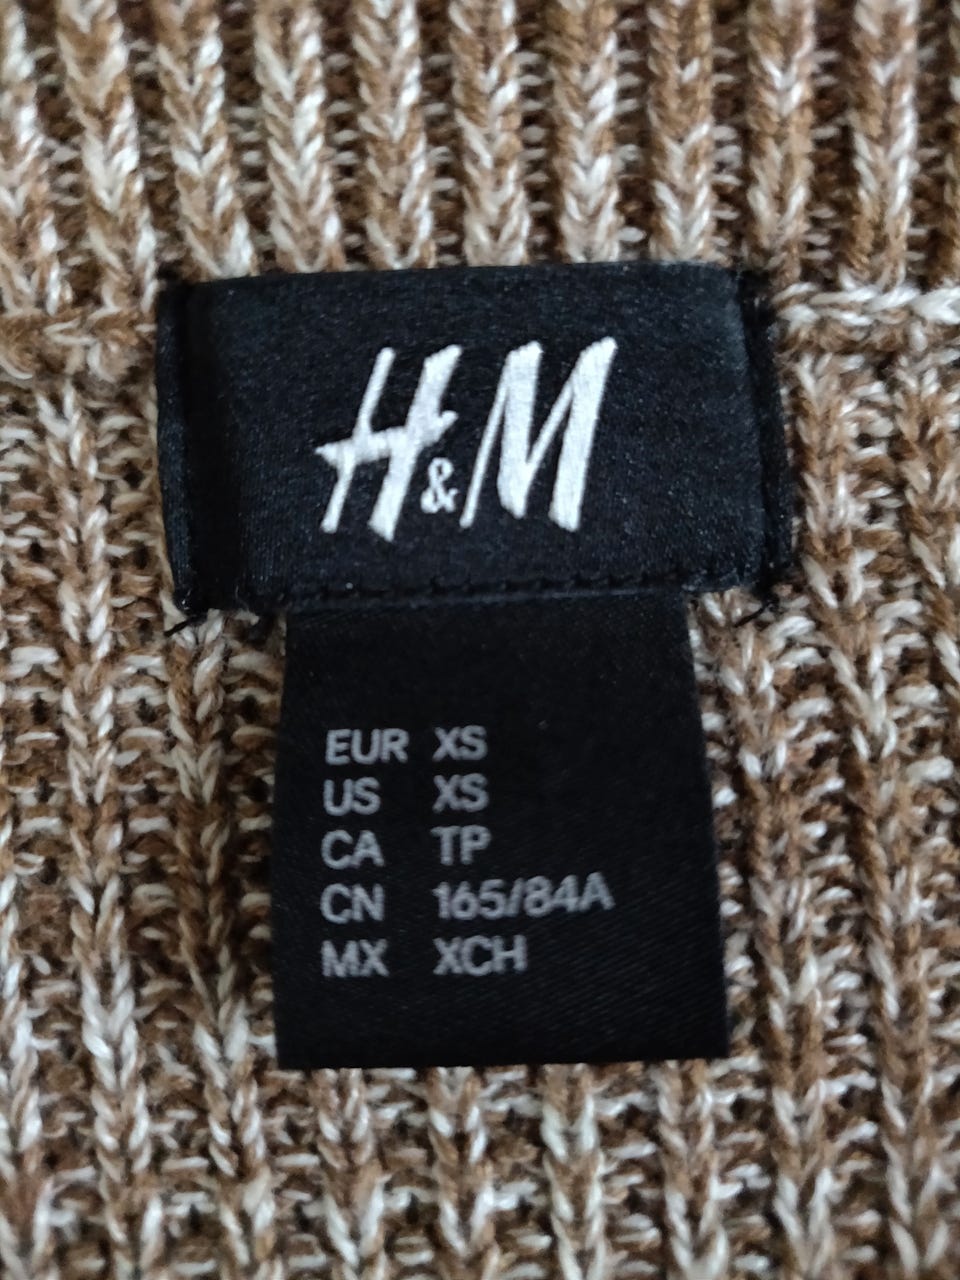 H&M
EUR XS
US XS
CA TP
CN 165/84A
MX XCH